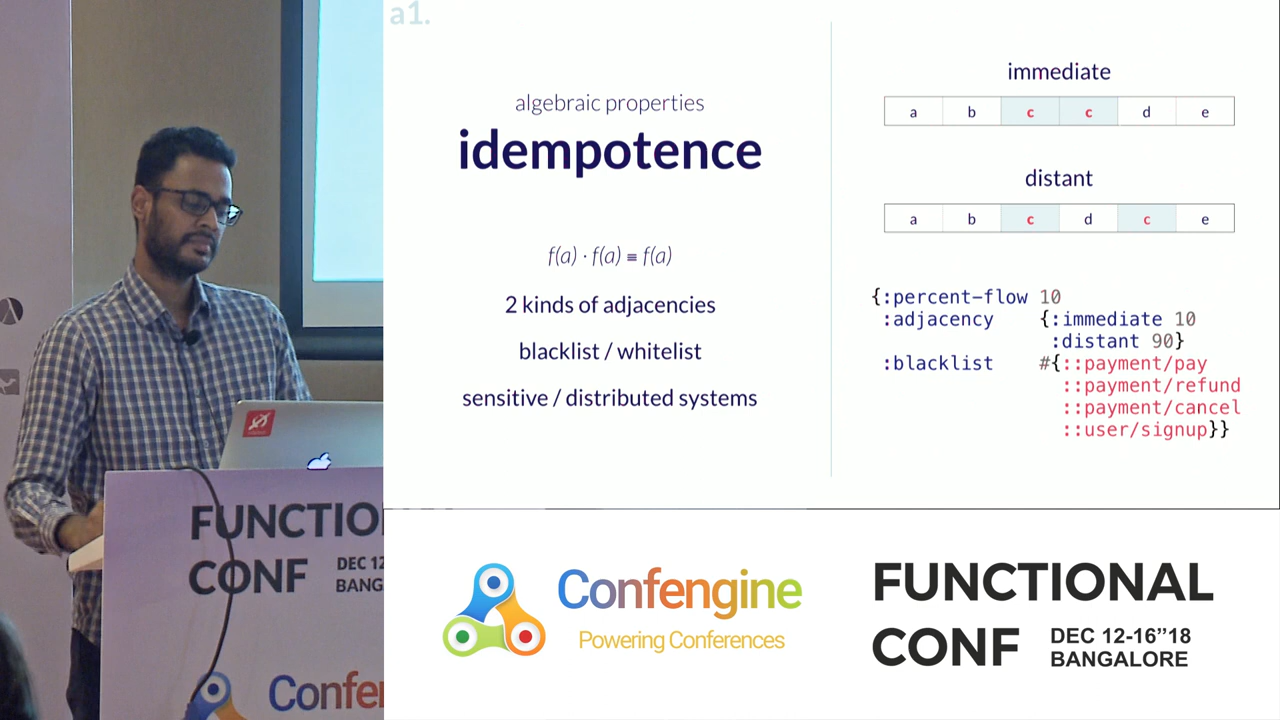 a1.
algebraic properties
idempotence
f(a) · f(a) ≡ f(a)
2 kinds of adjacencies
blacklist / whitelist
sensitive / distributed systems
immediate
a b c c d e
distant
a b c d c e
{:percent-flow 10
:adjacency {:immediate 10
:distant 90}
:blacklist #{::payment/pay
::payment/refund
::payment/cancel
::user/signup}}
FUNCTIO
CONF
DEC 12
BANGA
Confen
Confengine
Powering Conferences
FUNCTIONAL
CONF
DEC 12-16"18
BANGALORE